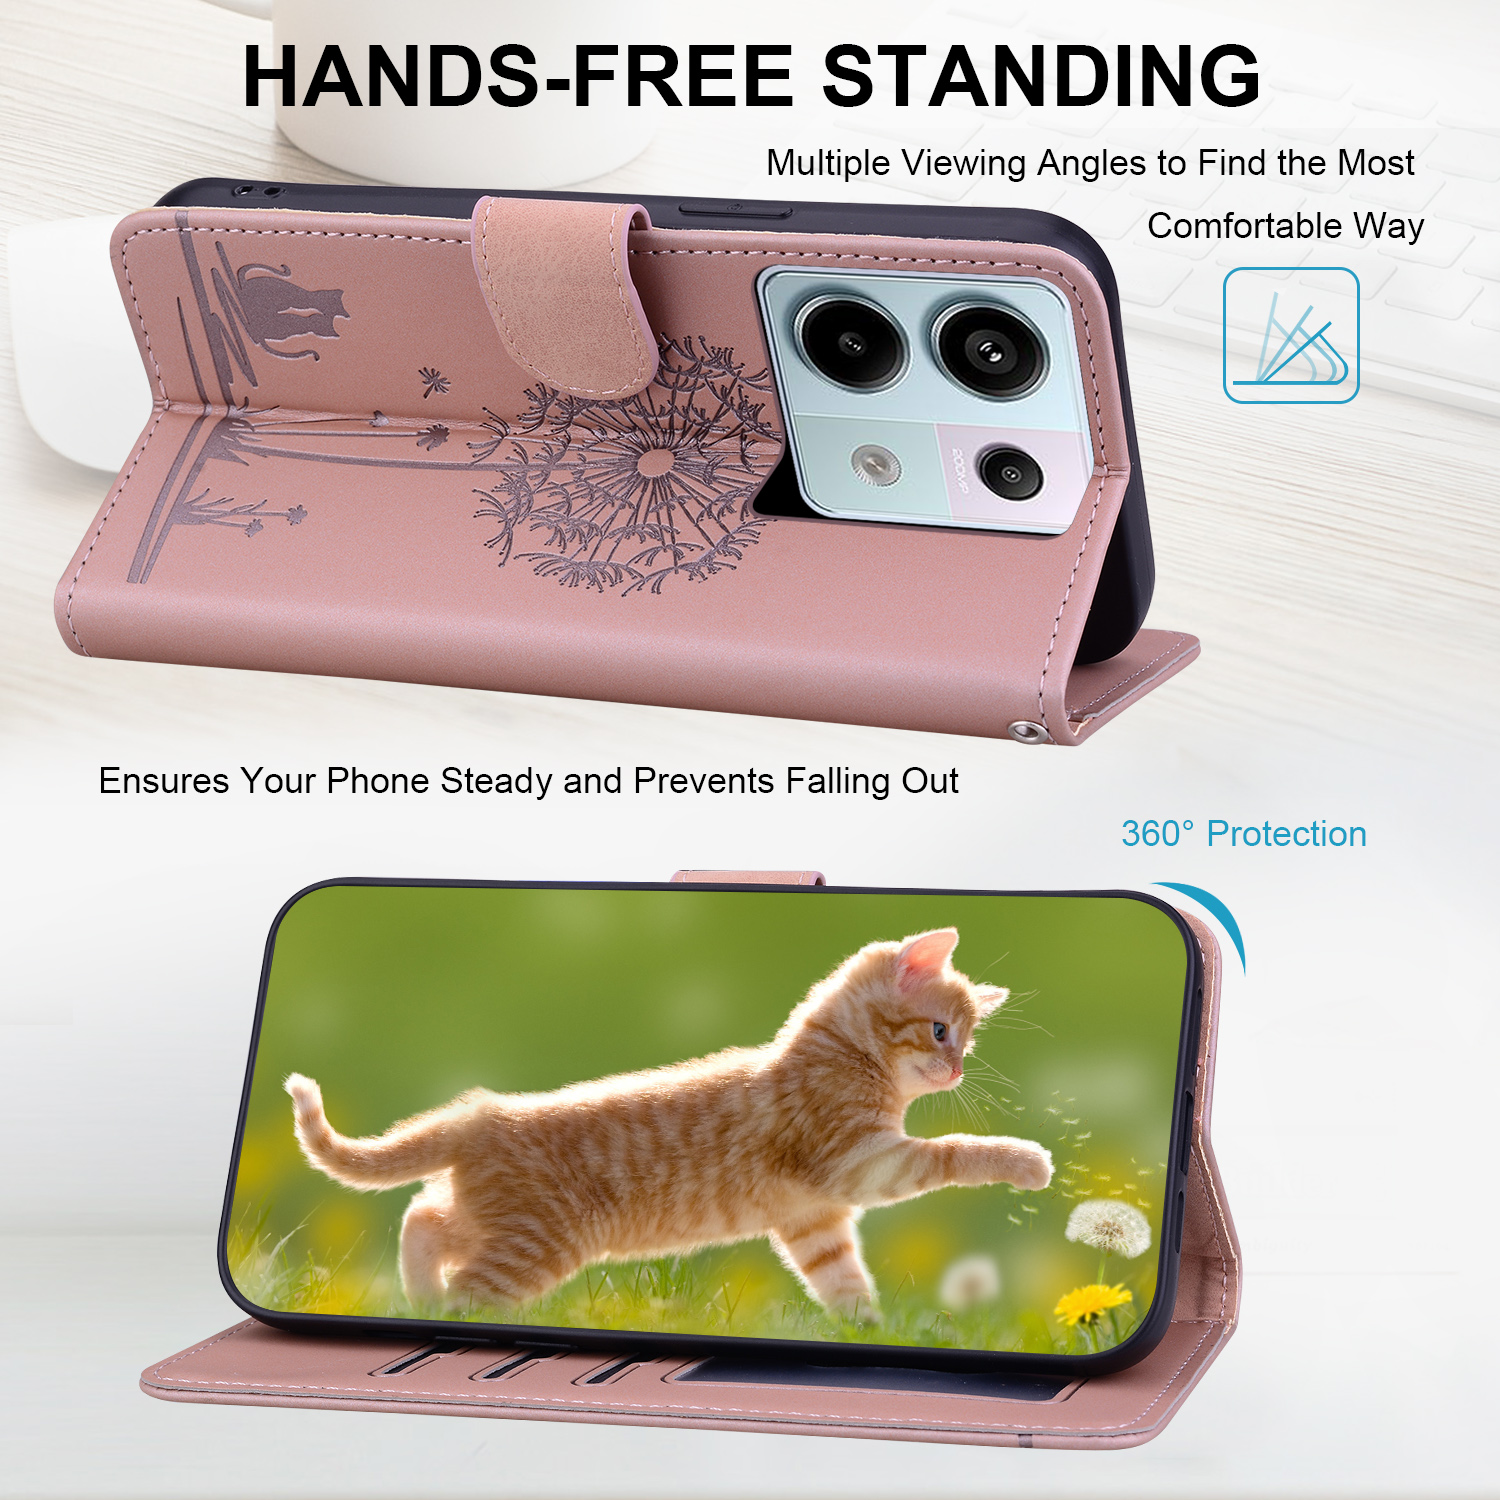 HANDS-FREE STANDING
Multiple Viewing Angles to Find the Most
Comfortable Way
200MP
Ensures Your Phone Steady and Prevents Falling Out
360° Protection